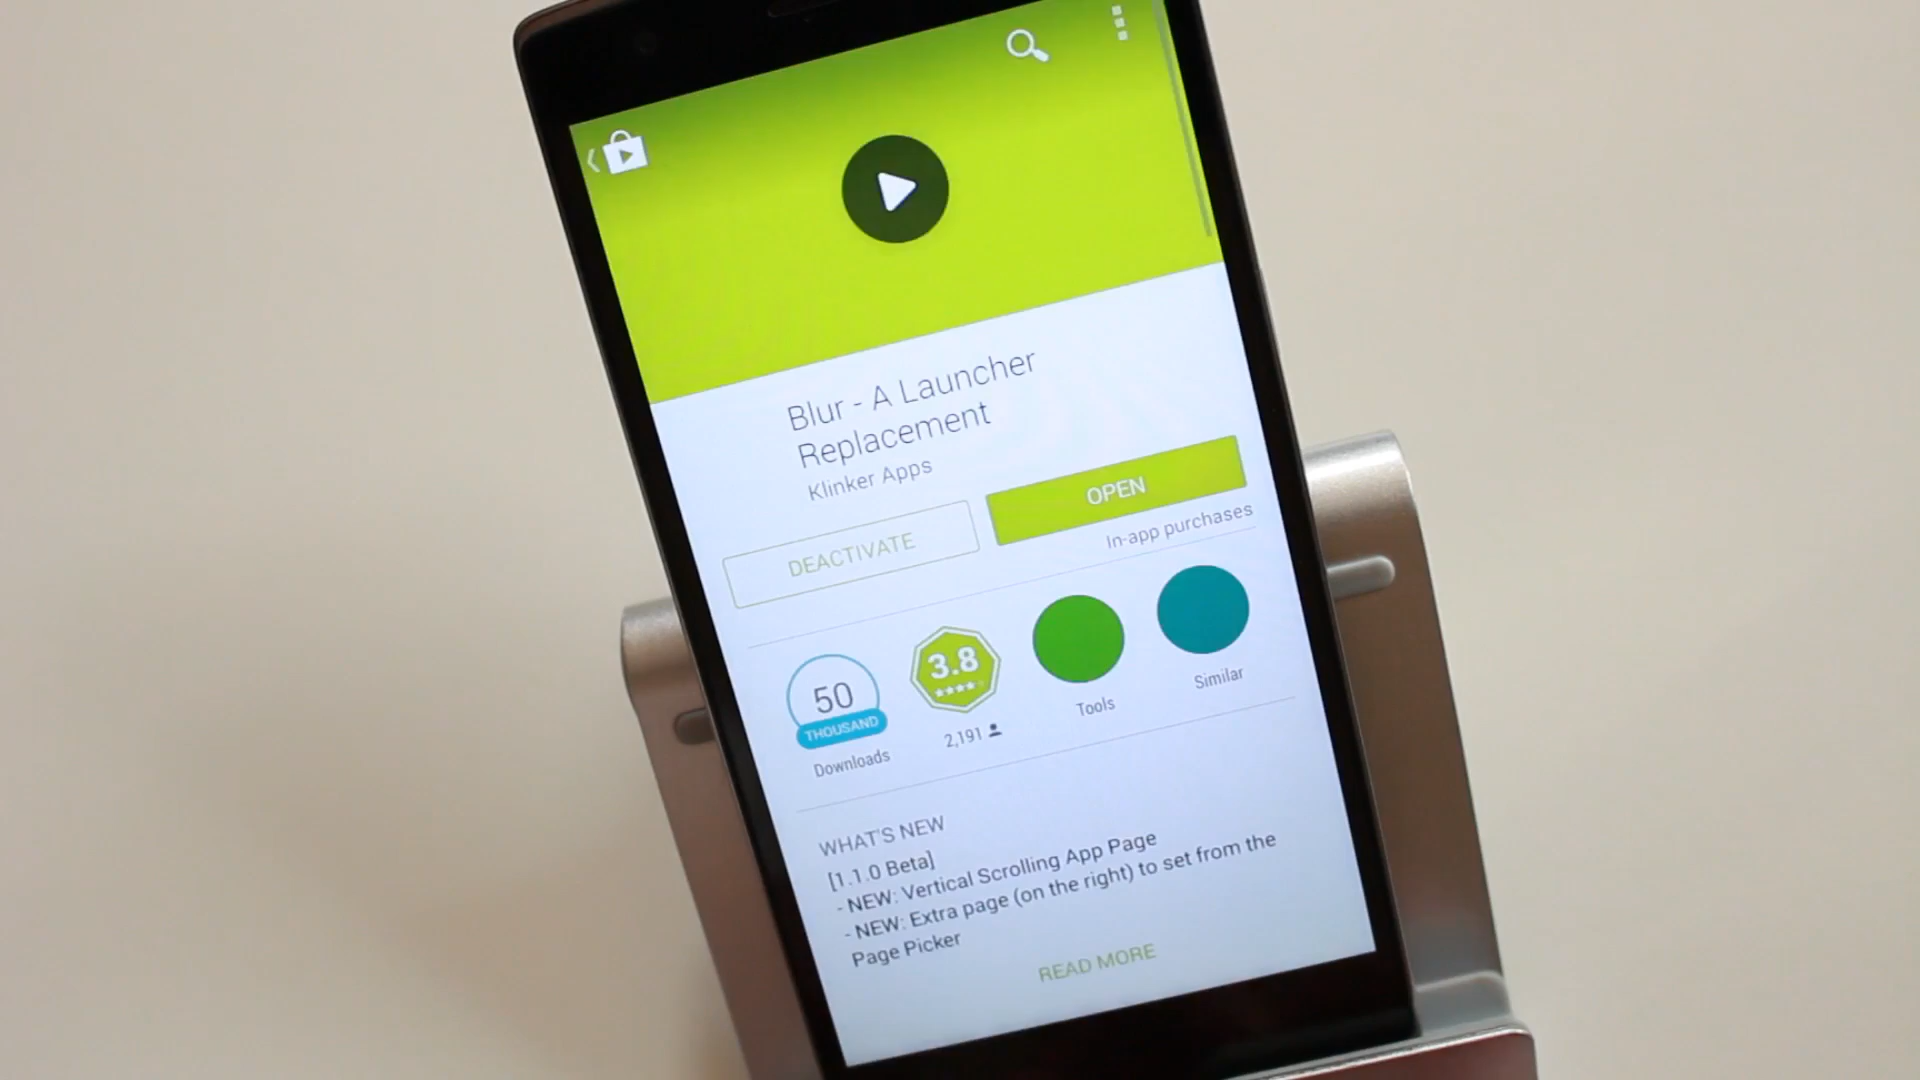 Blur - A Launcher
Replacement
Klinker Apps
DEACTIVATE
OPEN
In-app purchases
50
THOUSAND
Downloads
3.8
2,191
Tools
Similar
WHAT'S NEW
[1.1.0 Beta]
- NEW: Vertical Scrolling App Page
- NEW: Extra page (on the right) to set from the
Page Picker
READ MORE